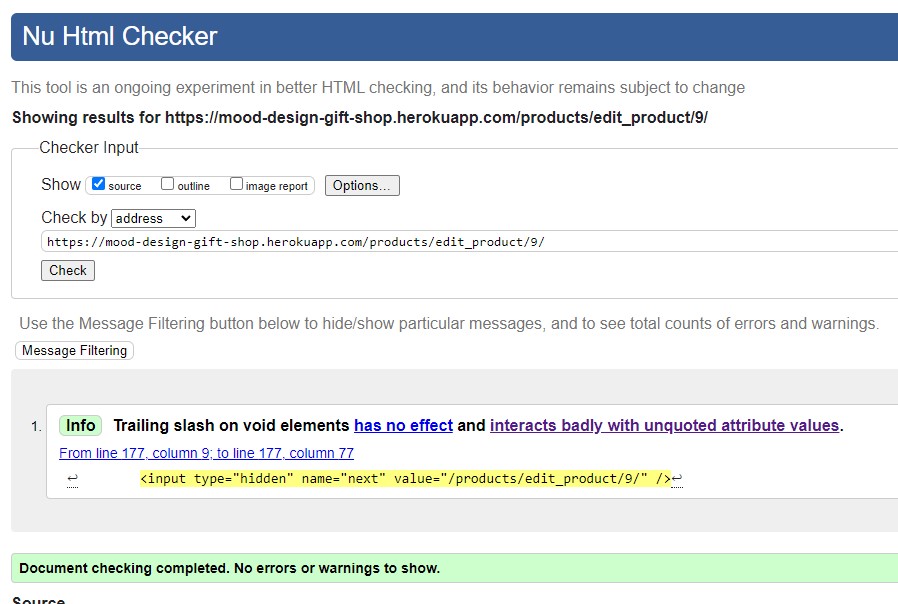 Nu Html Checker
This tool is an ongoing experiment in better HTML checking, and its behavior remains subject to change
Showing results for https://mood-design-gift-shop.herokuapp.com/products/edit_product/9/
Checker Input
Show source outline image report Options...
Check by address
https://mood-design-gift-shop.herokuapp.com/products/edit_product/9/
Check
Use the Message Filtering button below to hide/show particular messages, and to see total counts of errors and warnings.
Message Filtering
1. Info Trailing slash on void elements has no effect and interacts badly with unquoted attribute values.
From line 177, column 9; to line 177, column 77
↩ <input type="hidden" name="next" value="/products/edit_product/9/" />↩
Document checking completed. No errors or warnings to show.
Source